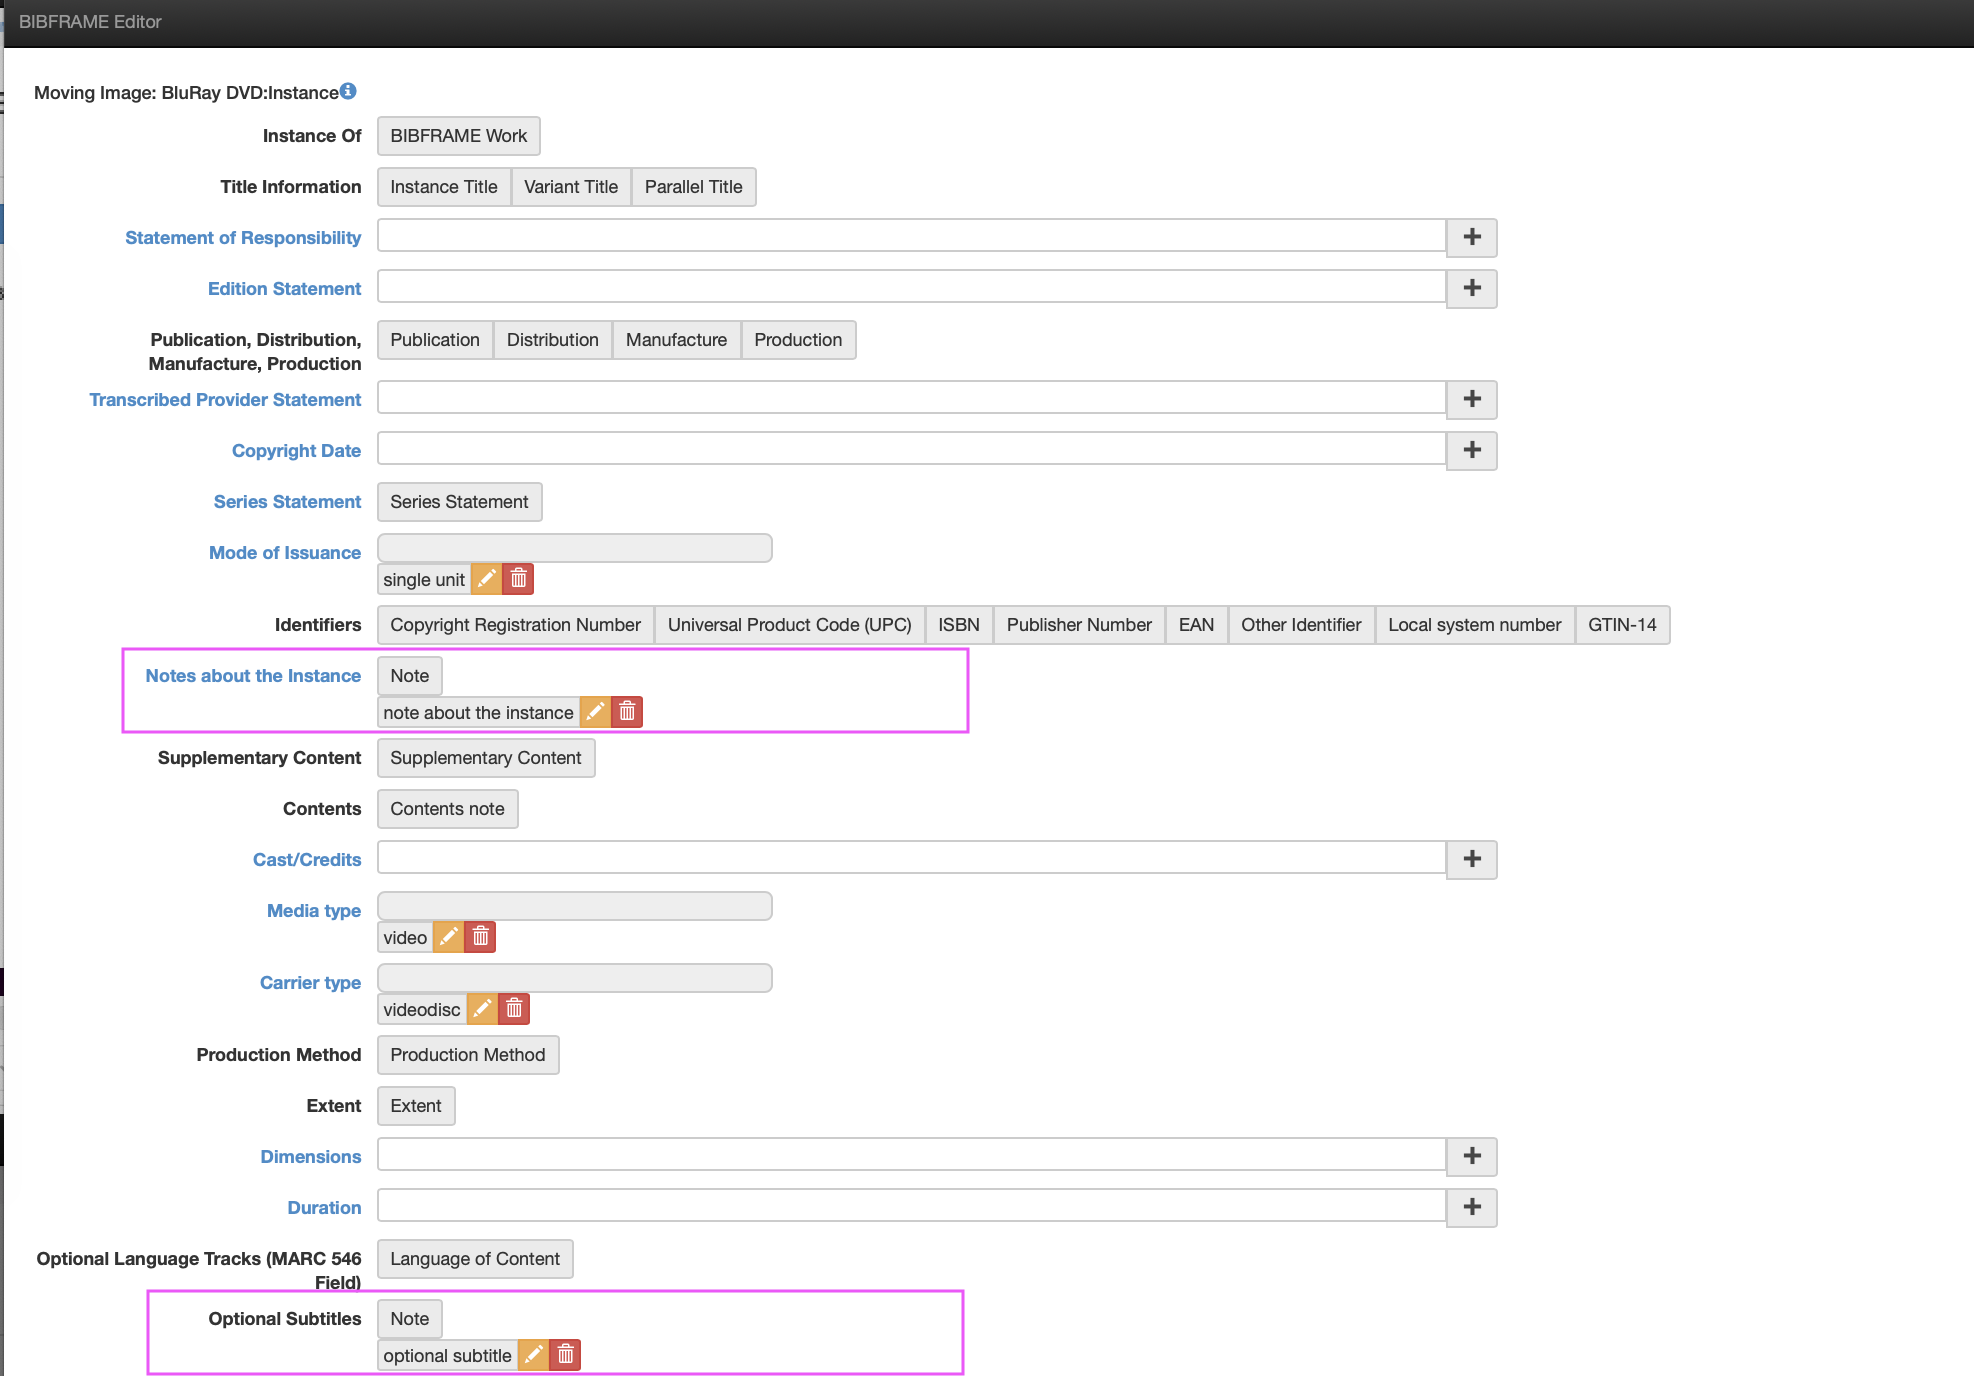 BIBFRAME Editor
Moving Image: BluRay DVD:Instance
Instance Of BIBFRAME Work
Title Information Instance Title Variant Title Parallel Title
Statement of Responsibility
Edition Statement
Publication, Distribution, Publication Distribution Manufacture Production
Manufacture, Production
Transcribed Provider Statement
Copyright Date
Series Statement Series Statement
Mode of Issuance
single unit
Identifiers Copyright Registration Number Universal Product Code (UPC) ISBN Publisher Number EAN Other Identifier Local system number GTIN-14
Notes about the Instance Note
note about the instance
Supplementary Content Supplementary Content
Contents Contents note
Cast/Credits
Media type
video
Carrier type
videodisc
Production Method Production Method
Extent Extent
Dimensions
Duration
Optional Language Tracks (MARC 546 Language of Content
Field)
Optional Subtitles Note
optional subtitle